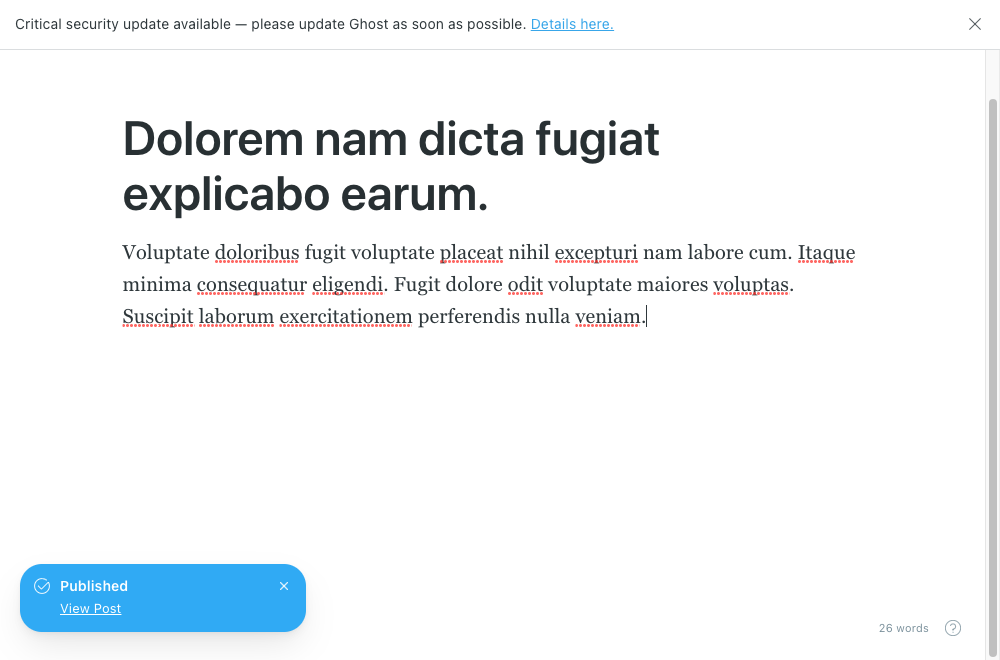 Critical security update available — please update Ghost as soon as possible. Details here.
Dolorem nam dicta fugiat
explicabo earum.
Voluptate doloribus fugit voluptate placeat nihil excepturi nam labore cum. Itaque
minima consequatur eligendi. Fugit dolore odit voluptate maiores voluptas.
Suscipit laborum exercitationem perferendis nulla veniam.
Published
View Post
26 words